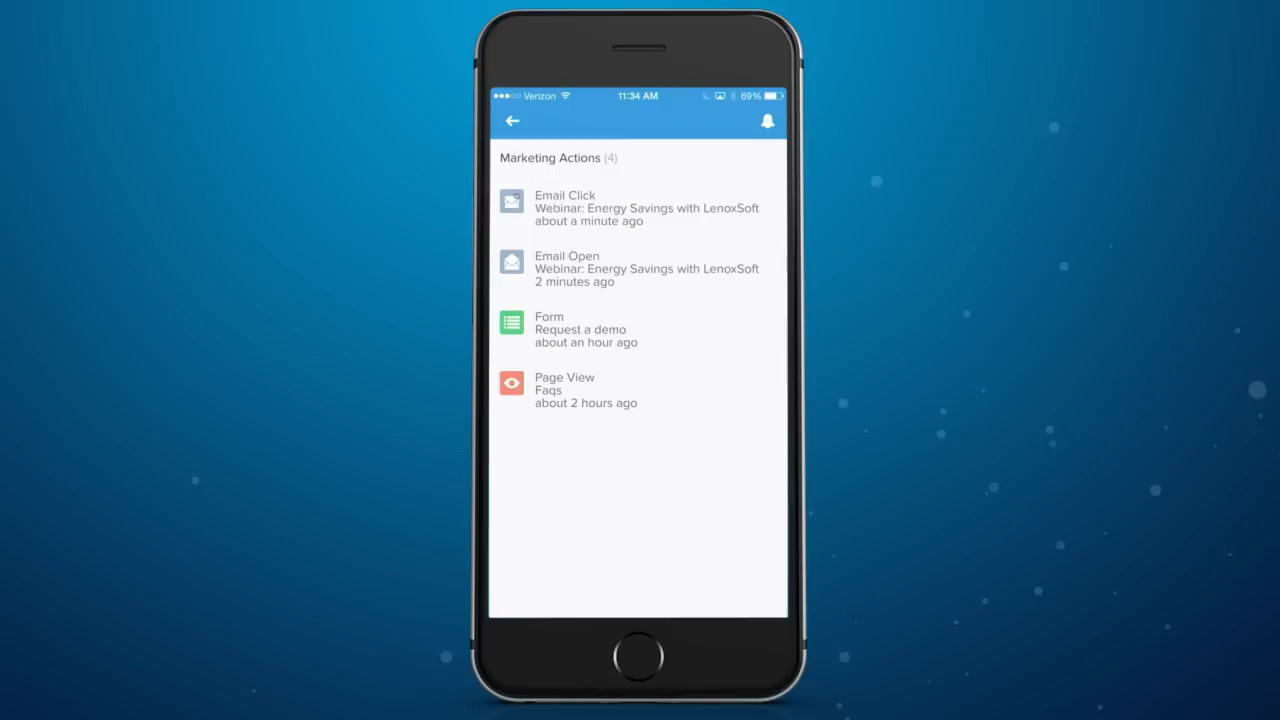 Verizon 11:34 AM 69%
Marketing Actions (4)
Email Click
Webinar: Energy Savings with LenoxSoft
about a minute ago
Email Open
Webinar: Energy Savings with LenoxSoft
2 minutes ago
Form
Request a demo
about an hour ago
Page View
Faqs
about 2 hours ago